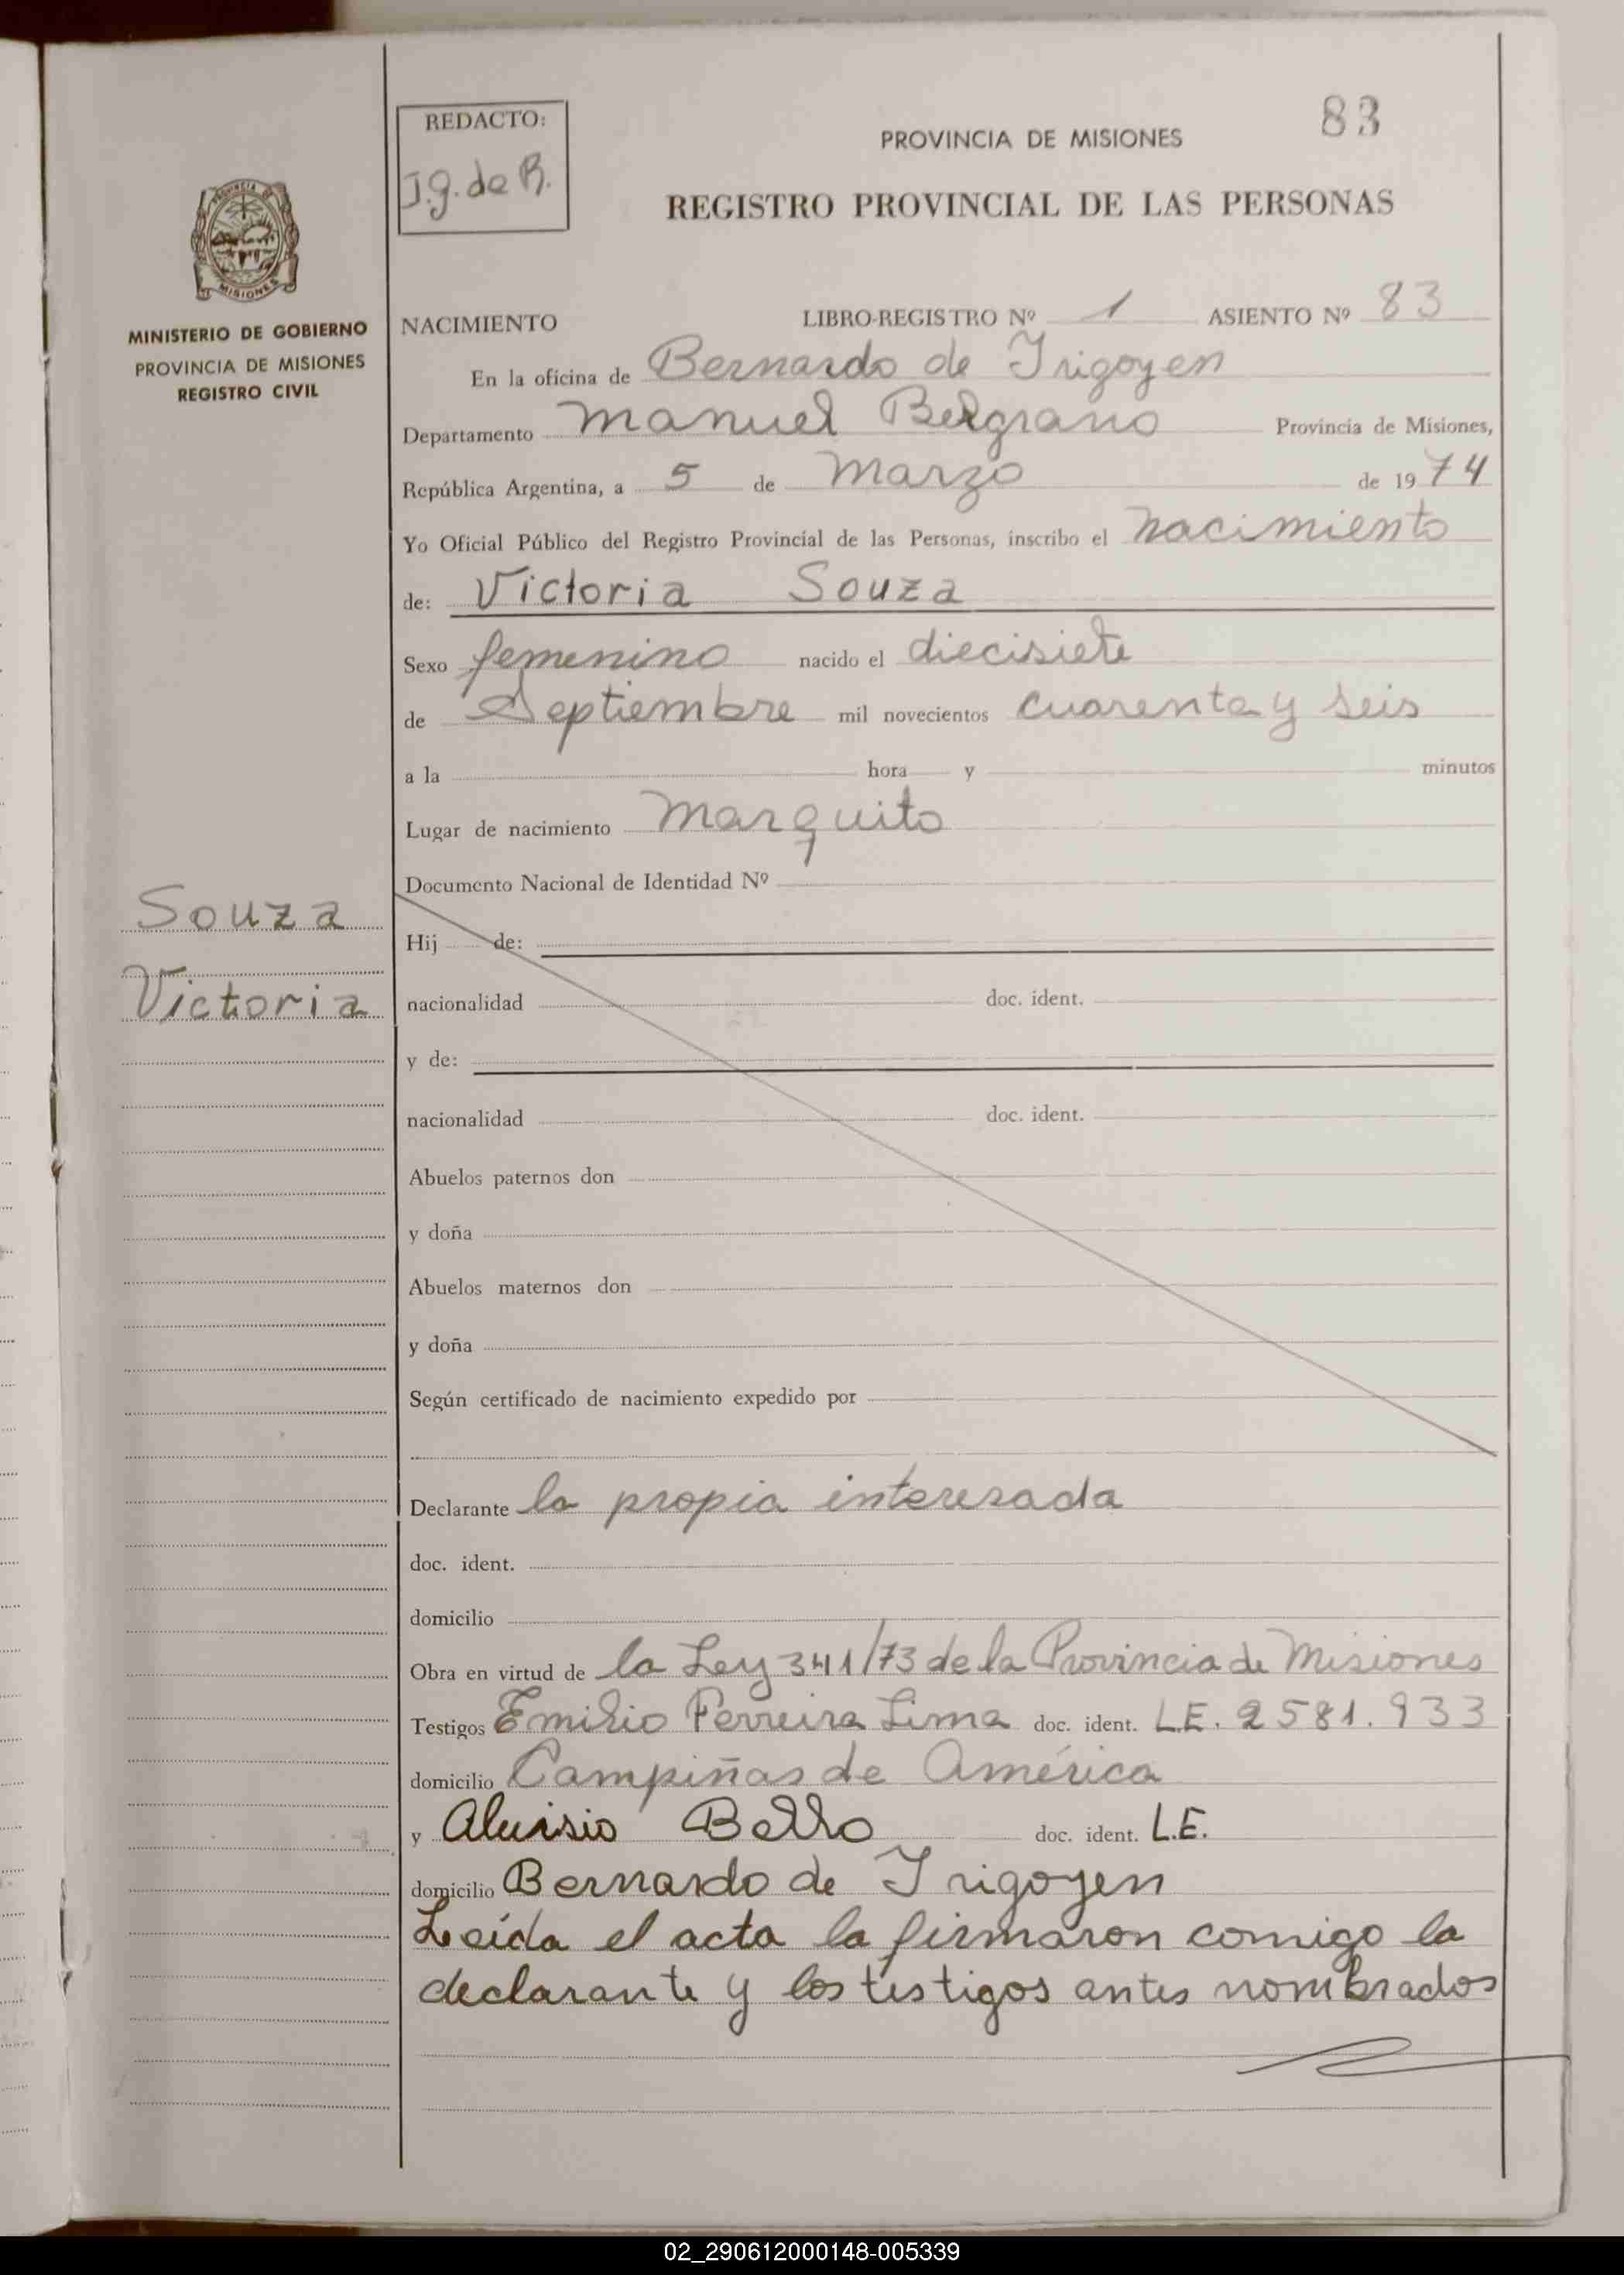 REDACTO:
J.g. de R.
83
PROVINCIA DE MISIONES
REGISTRO PROVINCIAL DE LAS PERSONAS
PROVINCIA DE
MISIONES
MINISTERIO DE GOBIERNO
PROVINCIA DE MISIONES
REGISTRO CIVIL
NACIMIENTO LIBRO-REGISTRO Nº 1 ASIENTO Nº 83
En la oficina de Bernardo de Irigoyen
Departamento Manuel Belgrano Provincia de Misiones,
República Argentina, a 5 de Marzo de 1974
Yo Oficial Público del Registro Provincial de las Personas, inscribo el nacimiento
de: Victoria Souza
Sexo femenino nacido el diecisiete
de Septiembre mil novecientos cuarenta y seis
a la hora y minutos
Lugar de nacimiento Marquito
Documento Nacional de Identidad Nº
Souza
Victoria
Hij de:
nacionalidad doc. ident.
y de:
nacionalidad doc. ident.
Abuelos paternos don
y doña
Abuelos maternos don
y doña
Según certificado de nacimiento expedido por
Declarante la propia interesada
doc. ident.
domicilio
Obra en virtud de la Ley 341/73 de la Provincia de Misiones
Testigos Emilio Ferreira Lima doc. ident. L.E. 2581.933
domicilio Campiñas de América
y Aluisio Bello doc. ident. L.E.
domicilio Bernardo de Irigoyen
Leída el acta la firmaron comigo la
declarante y los testigos antes nombrados
02_290612000148-005339